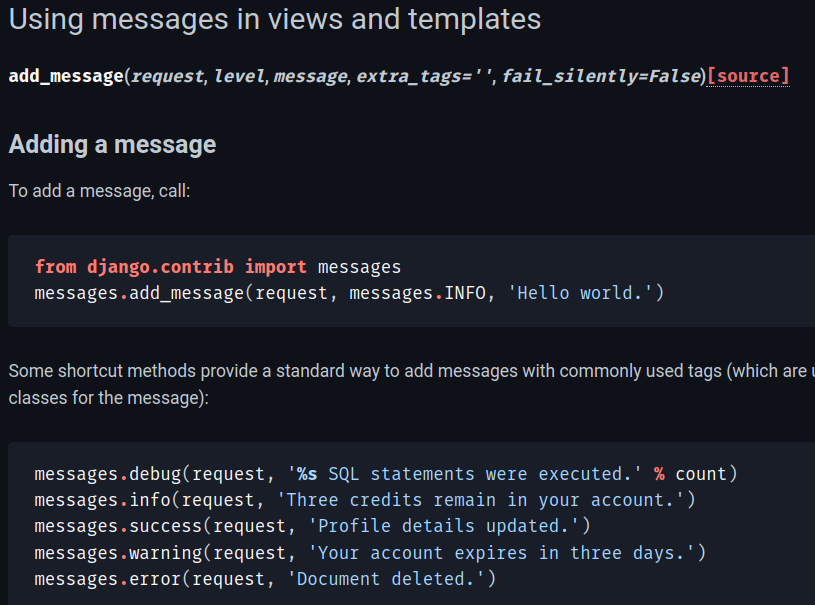 Using messages in views and templates
add_message(request, level, message, extra_tags='', fail_silently=False)[source]
Adding a message
To add a message, call:
from django.contrib import messages
messages.add_message(request, messages.INFO, 'Hello world.')
Some shortcut methods provide a standard way to add messages with commonly used tags (which are
classes for the message):
messages.debug(request, '%s SQL statements were executed.' % count)
messages.info(request, 'Three credits remain in your account.')
messages.success(request, 'Profile details updated.')
messages.warning(request, 'Your account expires in three days.')
messages.error(request, 'Document deleted.')